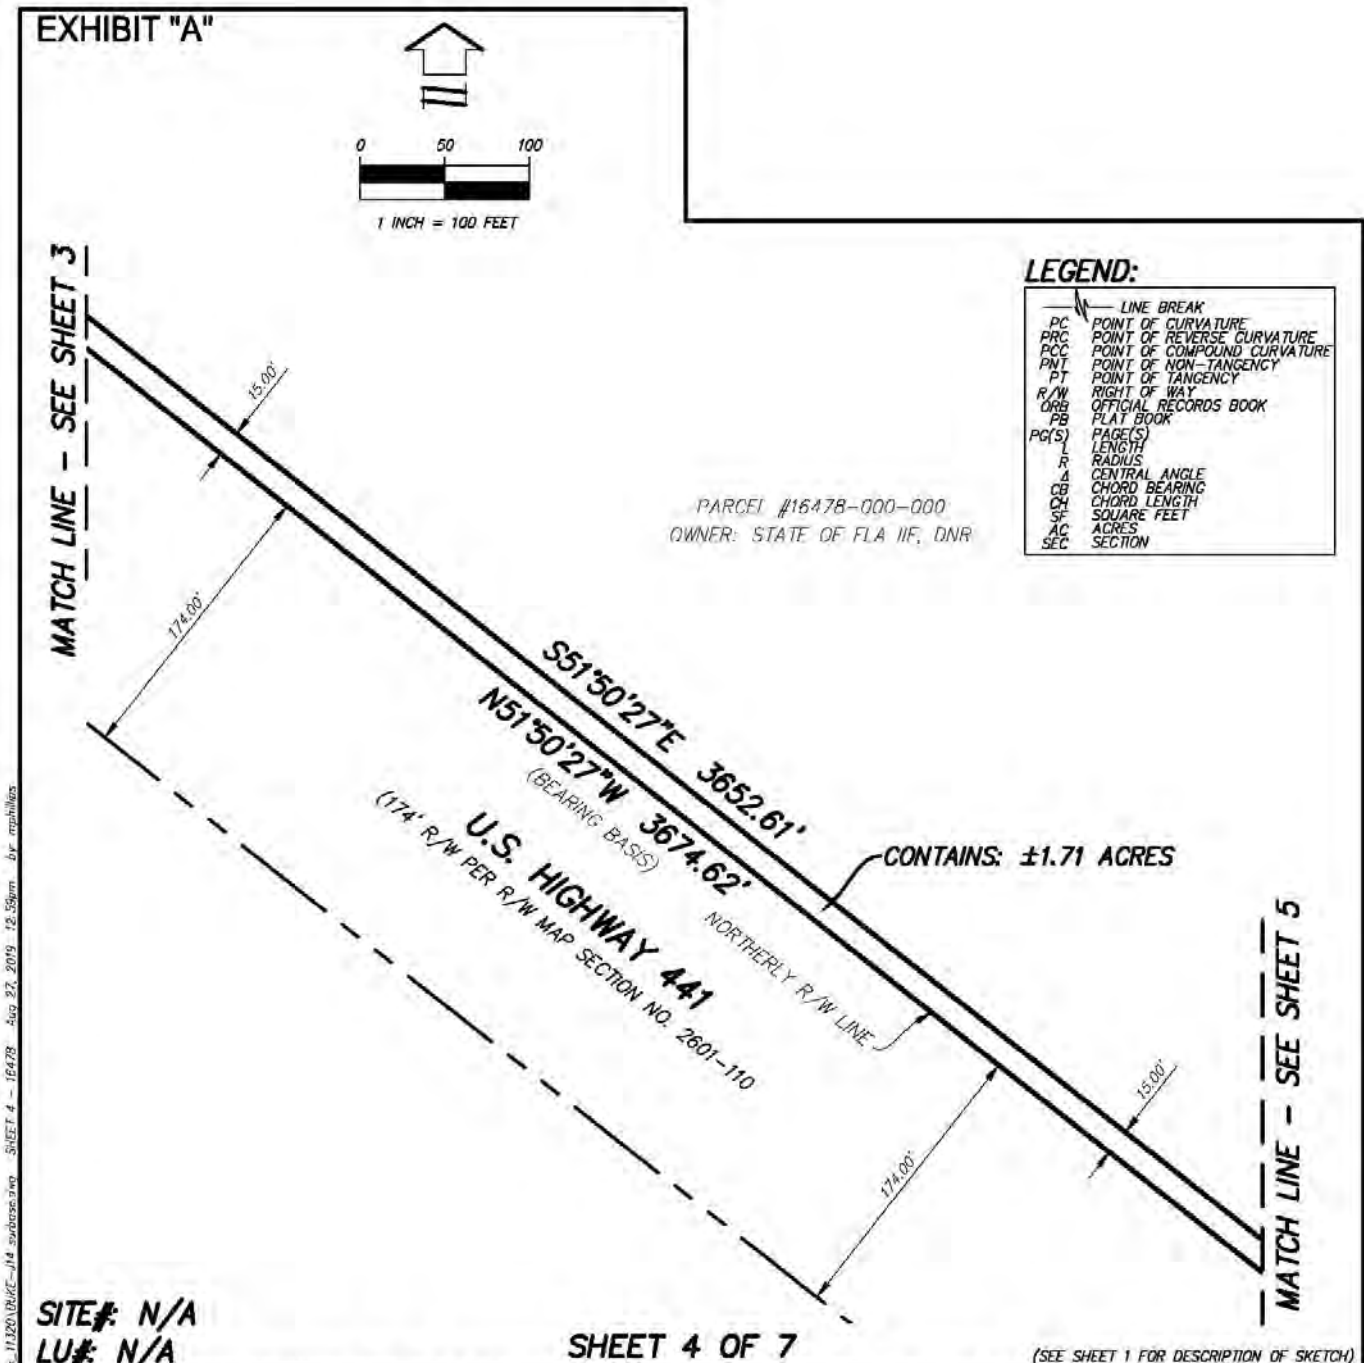 EXHIBIT "A"
0 50 100
1 INCH = 100 FEET
MATCH LINE - SEE SHEET 3
LEGEND:
LINE BREAK
PC POINT OF CURVATURE
PRC POINT OF REVERSE CURVATURE
PCC POINT OF COMPOUND CURVATURE
PNT POINT OF NON-TANGENCY
PT POINT OF TANGENCY
R/W RIGHT OF WAY
ORB OFFICIAL RECORDS BOOK
PB PLAT BOOK
PG(S) PAGE(S)
L LENGTH
R RADIUS
Δ CENTRAL ANGLE
CB CHORD BEARING
CH CHORD LENGTH
SF SQUARE FEET
AC ACRES
SEC SECTION
15.00'
PARCEL #16478-000-000
OWNER: STATE OF FLA IIF, DNR
174.00'
S51°50'27"E 3652.61'
N51°50'27"W 3674.62'
(BEARING BASIS)
U.S. HIGHWAY 441
(174' R/W PER R/W MAP SECTION NO. 2601-110
CONTAINS: ±1.71 ACRES
NORTHERLY R/W LINE
15.00'
174.00'
MATCH LINE - SEE SHEET 5
SHEET 4 - 16478 Aug 27, 2019 12:59pm by mphillips
SITE#: N/A
LU#: N/A
SHEET 4 OF 7
(SEE SHEET 1 FOR DESCRIPTION OF SKETCH)